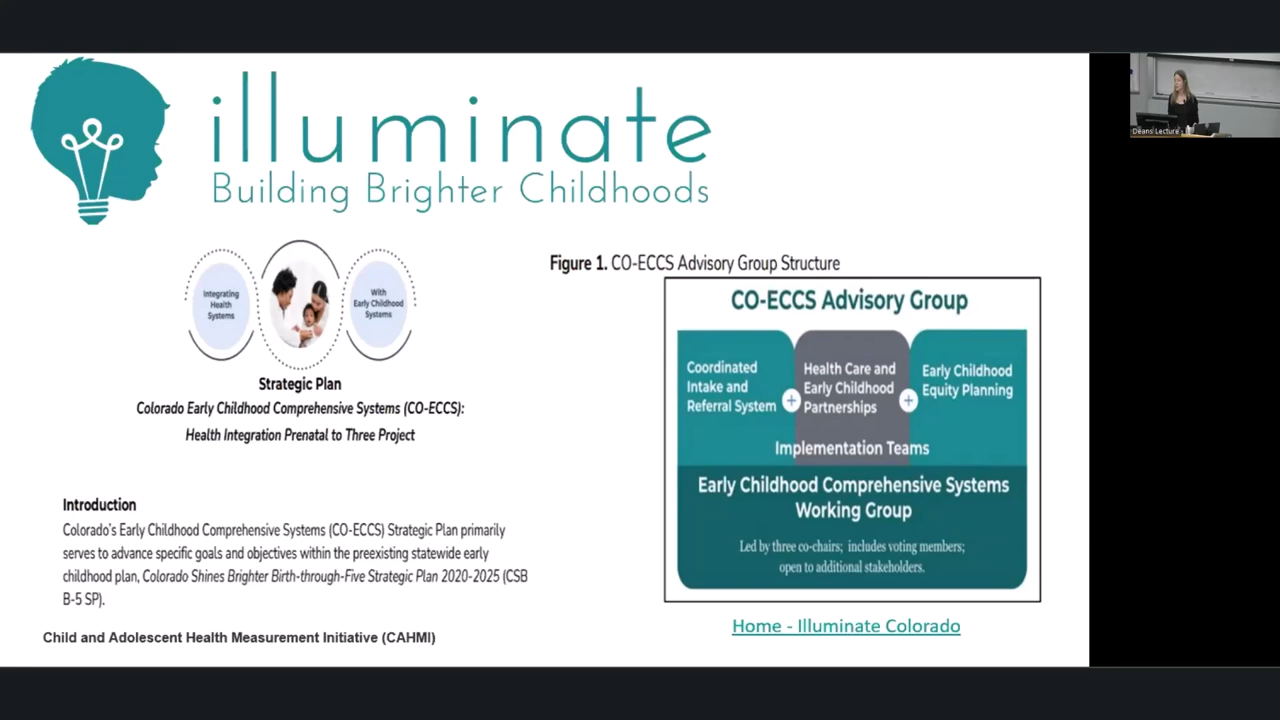 illuminate
Building Brighter Childhoods
Integrating
Health
Systems
With
Early Childhood
Systems
Strategic Plan
Colorado Early Childhood Comprehensive Systems (CO-ECCS):
Health Integration Prenatal to Three Project
Introduction
Colorado's Early Childhood Comprehensive Systems (CO-ECCS) Strategic Plan primarily
serves to advance specific goals and objectives within the preexisting statewide early
childhood plan, Colorado Shines Brighter Birth-through-Five Strategic Plan 2020-2025 (CSB
B-5 SP).
Child and Adolescent Health Measurement Initiative (CAHMI)
Figure 1. CO-ECCS Advisory Group Structure
CO-ECCS Advisory Group
Coordinated
Intake and
Referral System
+
Health Care and
Early Childhood
Partnerships
+
Early Childhood
Equity Planning
Implementation Teams
Early Childhood Comprehensive Systems
Working Group
Led by three co-chairs; includes voting members;
open to additional stakeholders.
Home - Illuminate Colorado
Deans Lecture -